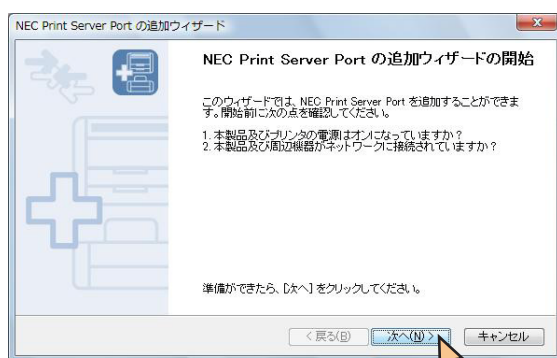 NEC Print Server Port の追加ウィザード
NEC Print Server Port の追加ウィザードの開始
このウィザードでは、NEC Print Server Port を追加することができま
す。開始前に次の点を確認してください。
1. 本製品及びプリンタの電源はオンになっていますか？
2. 本製品及び周辺機器がネットワークに接続されていますか？
準備ができたら、[次へ] をクリックしてください。
< 戻る(B)
次へ(N) >
キャンセル